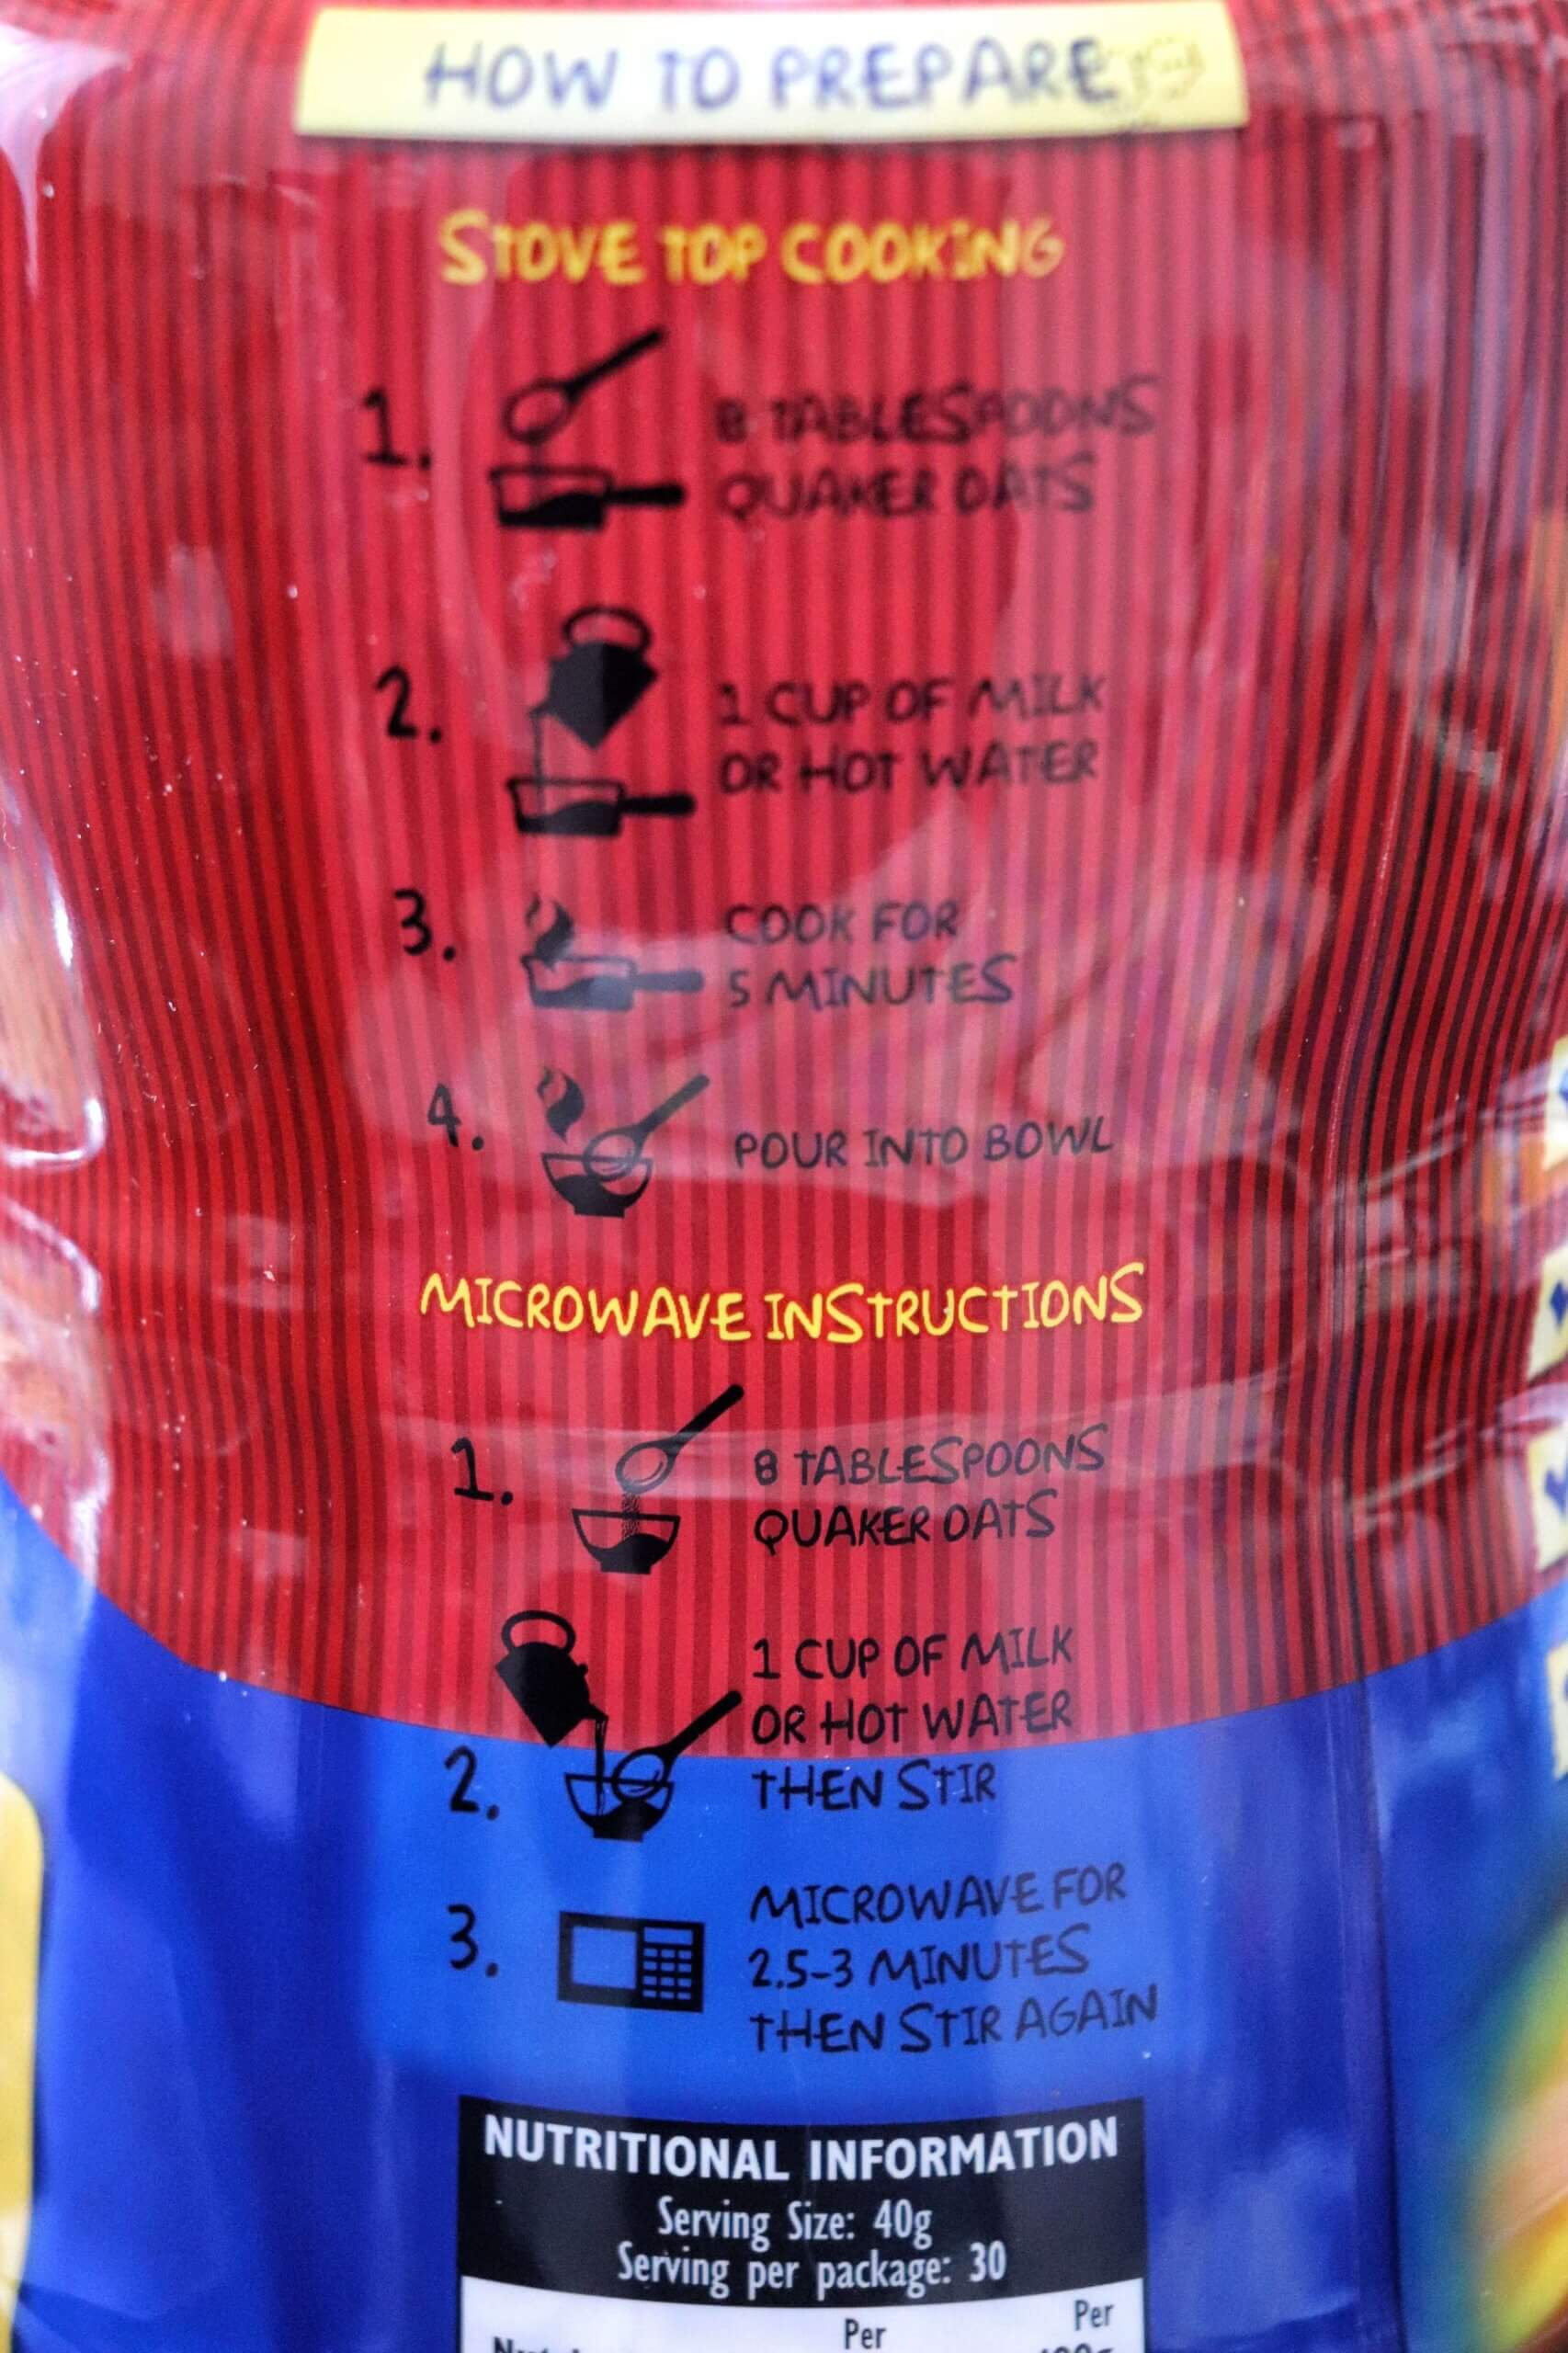 HOW TO PREPARE
STOVE TOP COOKING
1.
8 TABLESPOONS
QUAKER OATS
2.
1 CUP OF MILK
OR HOT WATER
3.
COOK FOR
5 MINUTES
4.
POUR INTO BOWL
MICROWAVE INSTRUCTIONS
1.
8 TABLESPOONS
QUAKER OATS
2.
1 CUP OF MILK
OR HOT WATER
THEN STIR
3.
MICROWAVE FOR
2.5-3 MINUTES
THEN STIR AGAIN
NUTRITIONAL INFORMATION
Serving Size: 40g
Serving per package: 30
Per
Per